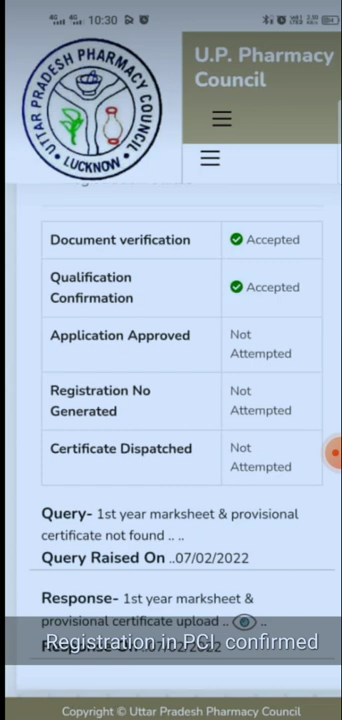 4G 4G 10:30
UTTAR PRADESH PHARMACY COUNCIL
LUCKNOW
U.P. Pharmacy
Council
Document verification Accepted
Qualification
Confirmation Accepted
Application Approved Not
Attempted
Registration No
Generated Not
Attempted
Certificate Dispatched Not
Attempted
Query- 1st year marksheet & provisional
certificate not found .. ..
Query Raised On ..07/02/2022
Response- 1st year marksheet &
provisional certificate upload .. ..
Registration in PCI confirmed
Copyright © Uttar Pradesh Pharmacy Council